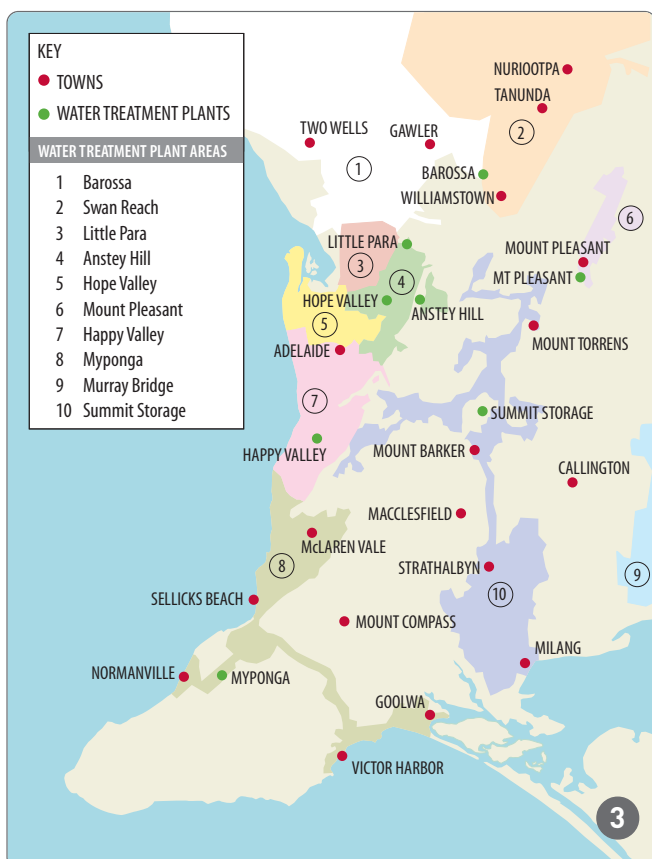 KEY
TOWNS
WATER TREATMENT PLANTS
WATER TREATMENT PLANT AREAS
1 Barossa
2 Swan Reach
3 Little Para
4 Anstey Hill
5 Hope Valley
6 Mount Pleasant
7 Happy Valley
8 Myponga
9 Murray Bridge
10 Summit Storage
NURIOOTPA
TANUNDA
2
TWO WELLS
GAWLER
1
BAROSSA
WILLIAMSTOWN
6
LITTLE PARA
3
MOUNT PLEASANT
MT PLEASANT
4
HOPE VALLEY
ANSTEY HILL
5
ADELAIDE
MOUNT TORRENS
7
SUMMIT STORAGE
HAPPY VALLEY
MOUNT BARKER
CALLINGTON
MACCLESFIELD
McLAREN VALE
8
STRATHALBYN
9
10
SELLICKS BEACH
MOUNT COMPASS
MILANG
NORMANVILLE
MYPONGA
GOOLWA
VICTOR HARBOR
3